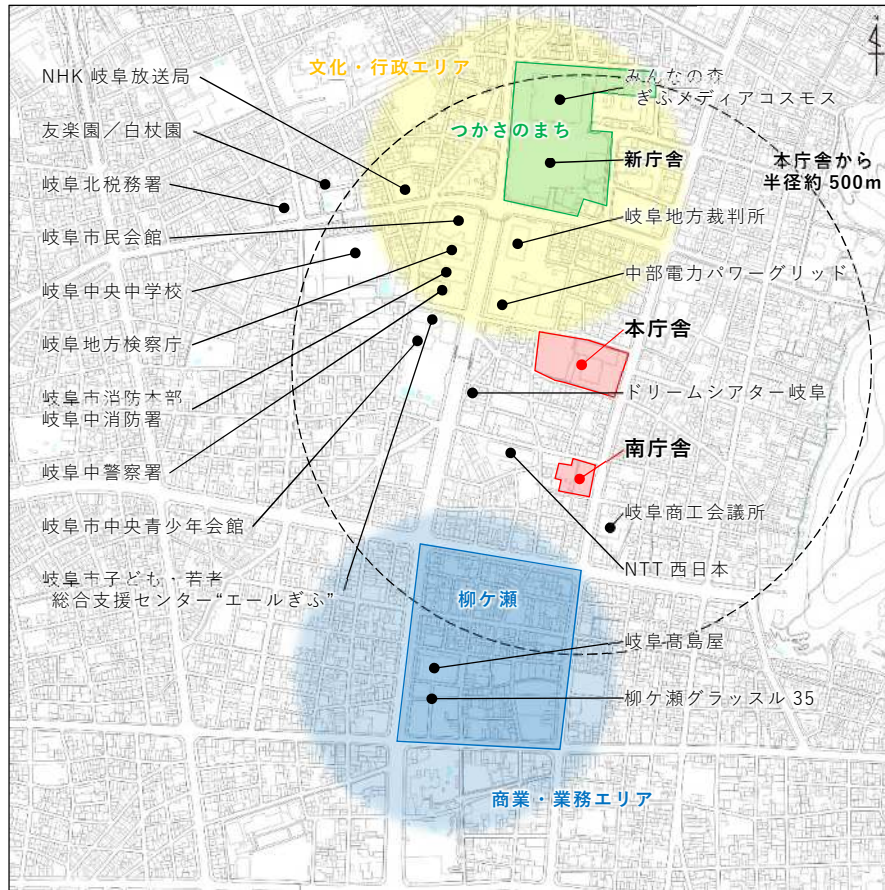 文化・行政エリア
NHK 岐阜放送局
友楽園／白杖園
岐阜北税務署
岐阜市民会館
岐阜中央中学校
岐阜地方検察庁
岐阜市消防本部
岐阜中消防署
岐阜中警察署
岐阜市中央青少年会館
岐阜市子ども・若者
総合支援センター“エールぎふ”
つかさのまち
みんなの森
ぎふメディアコスモス
新庁舎
本庁舎から
半径約 500m
岐阜地方裁判所
中部電力パワーグリッド
本庁舎
ドリームシアター岐阜
南庁舎
岐阜商工会議所
NTT 西日本
柳ケ瀬
岐阜髙島屋
柳ケ瀬グラッスル 35
商業・業務エリア